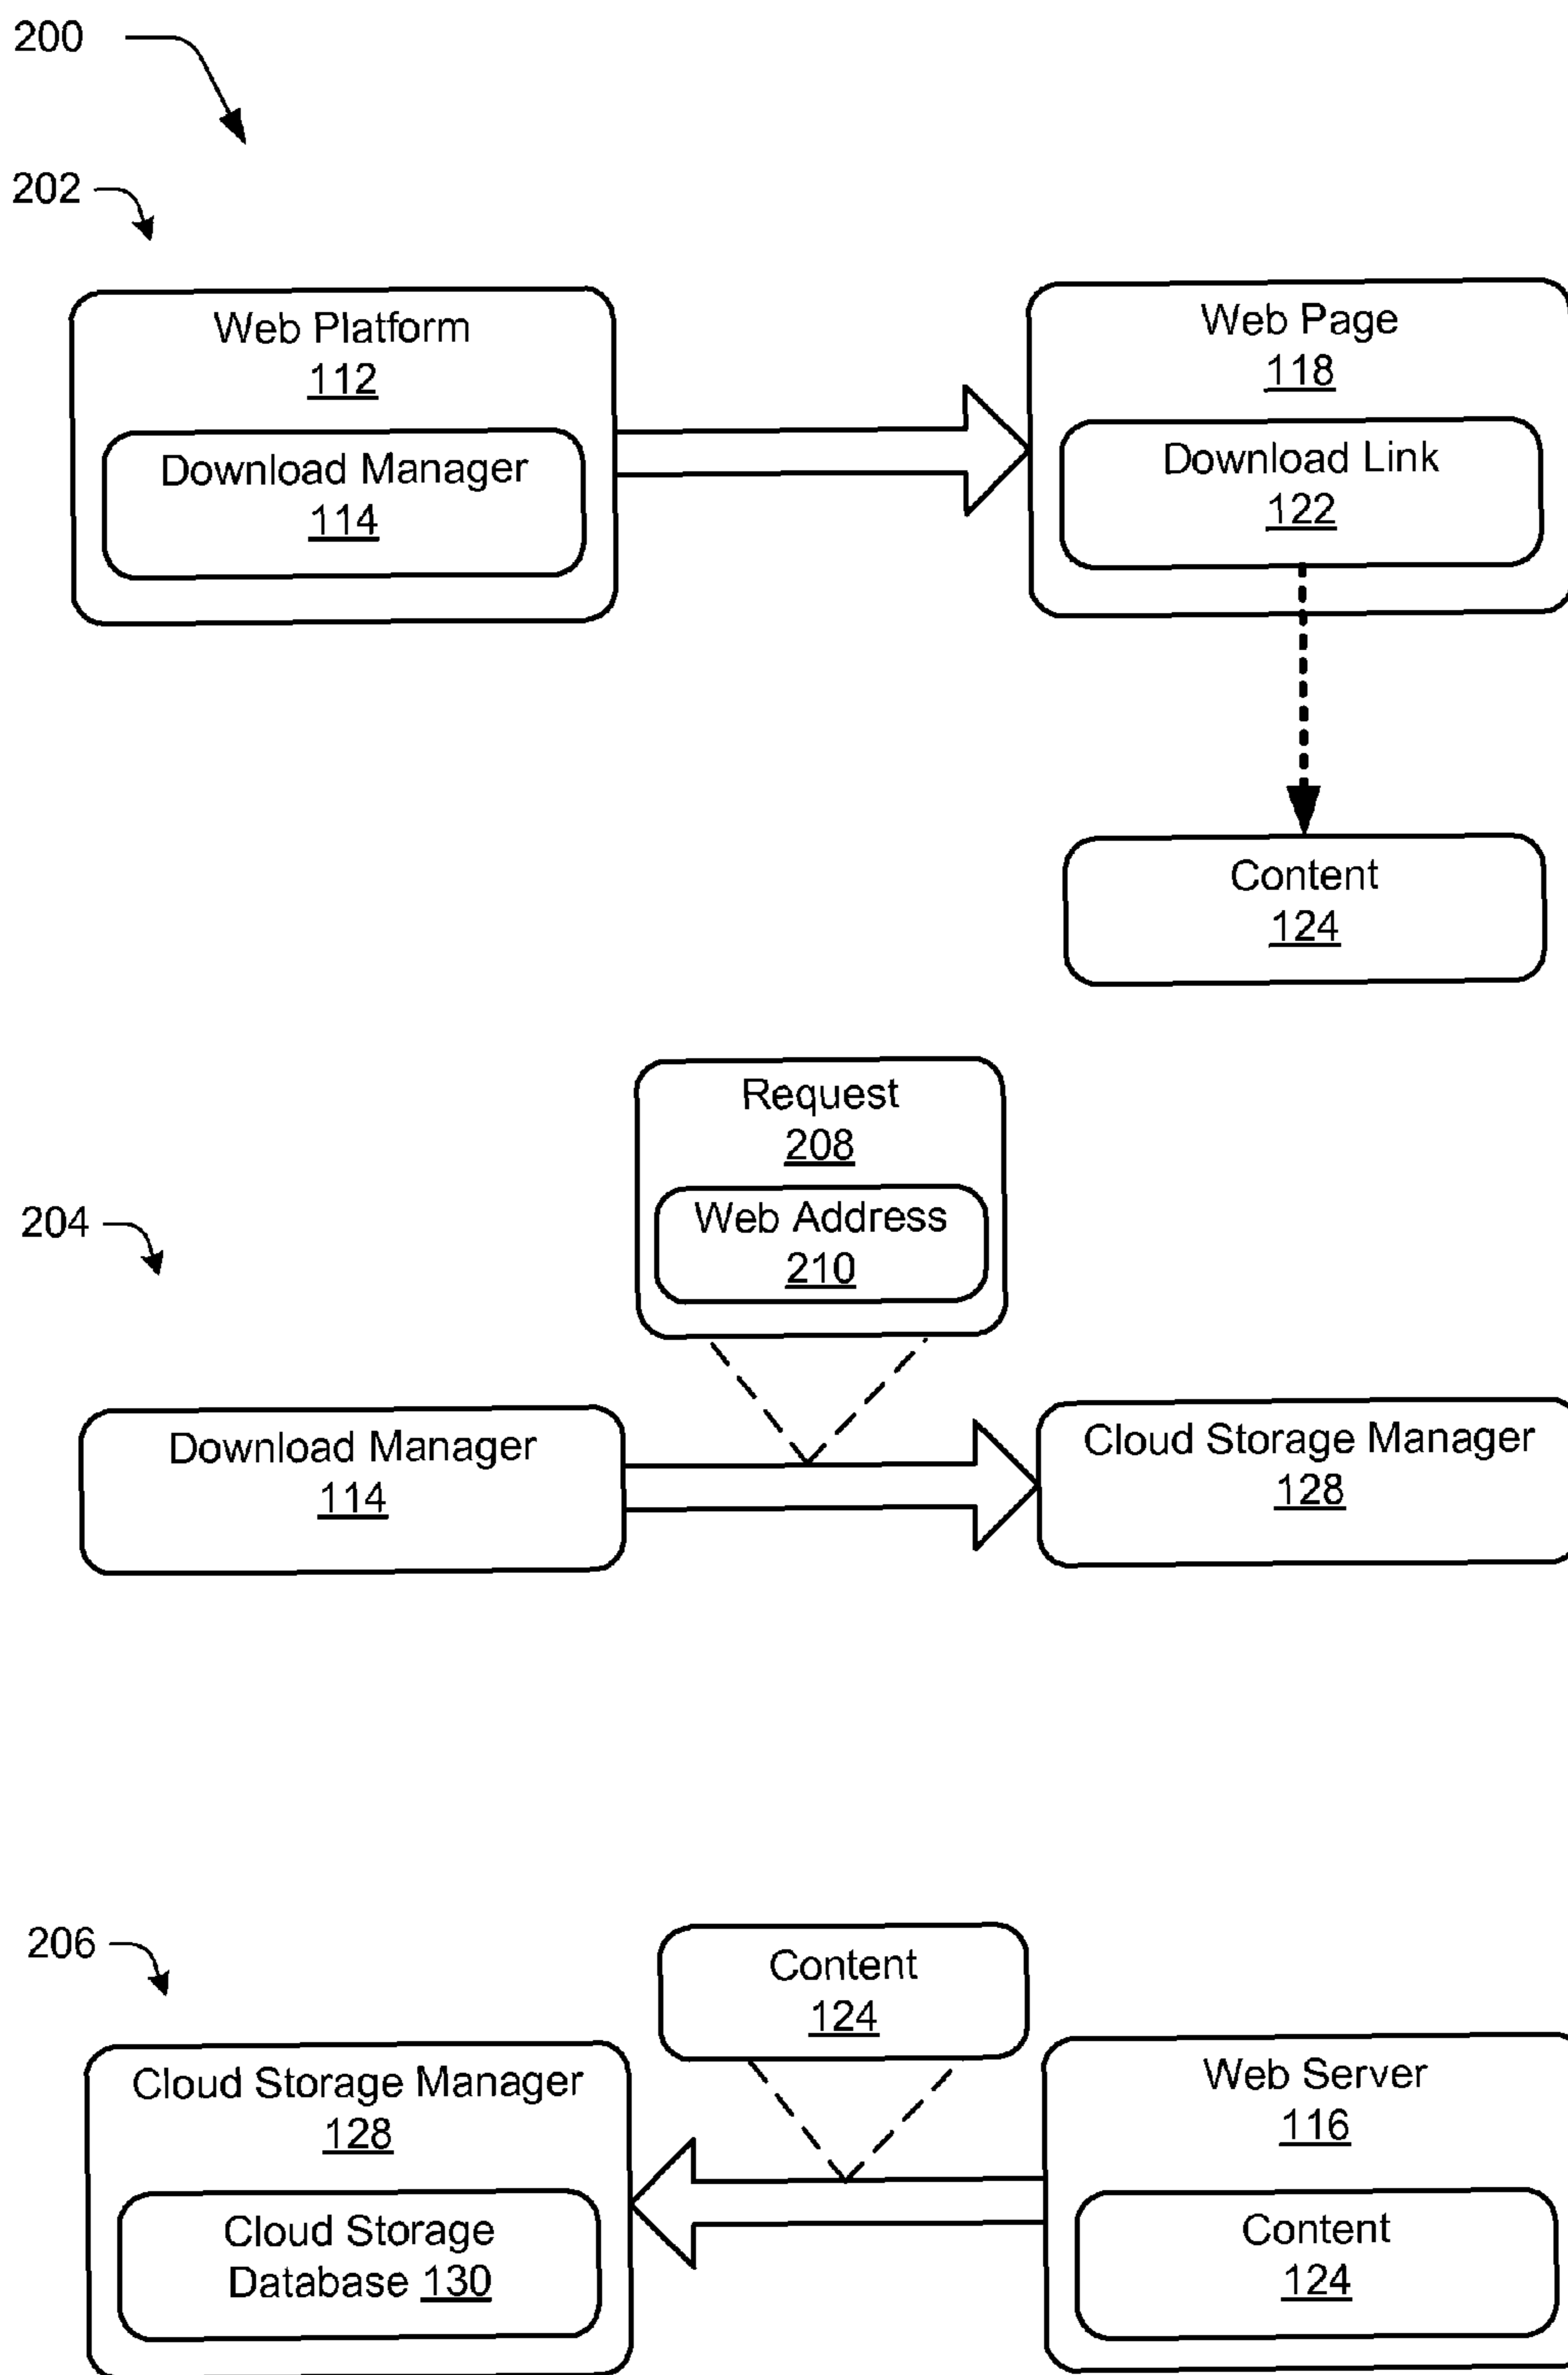 200
202
Web Platform
112
Download Manager
114
Web Page
118
Download Link
122
Content
124
Request
208
Web Address
210
204
Download Manager
114
Cloud Storage Manager
128
206
Content
124
Cloud Storage Manager
128
Cloud Storage
Database 130
Web Server
116
Content
124